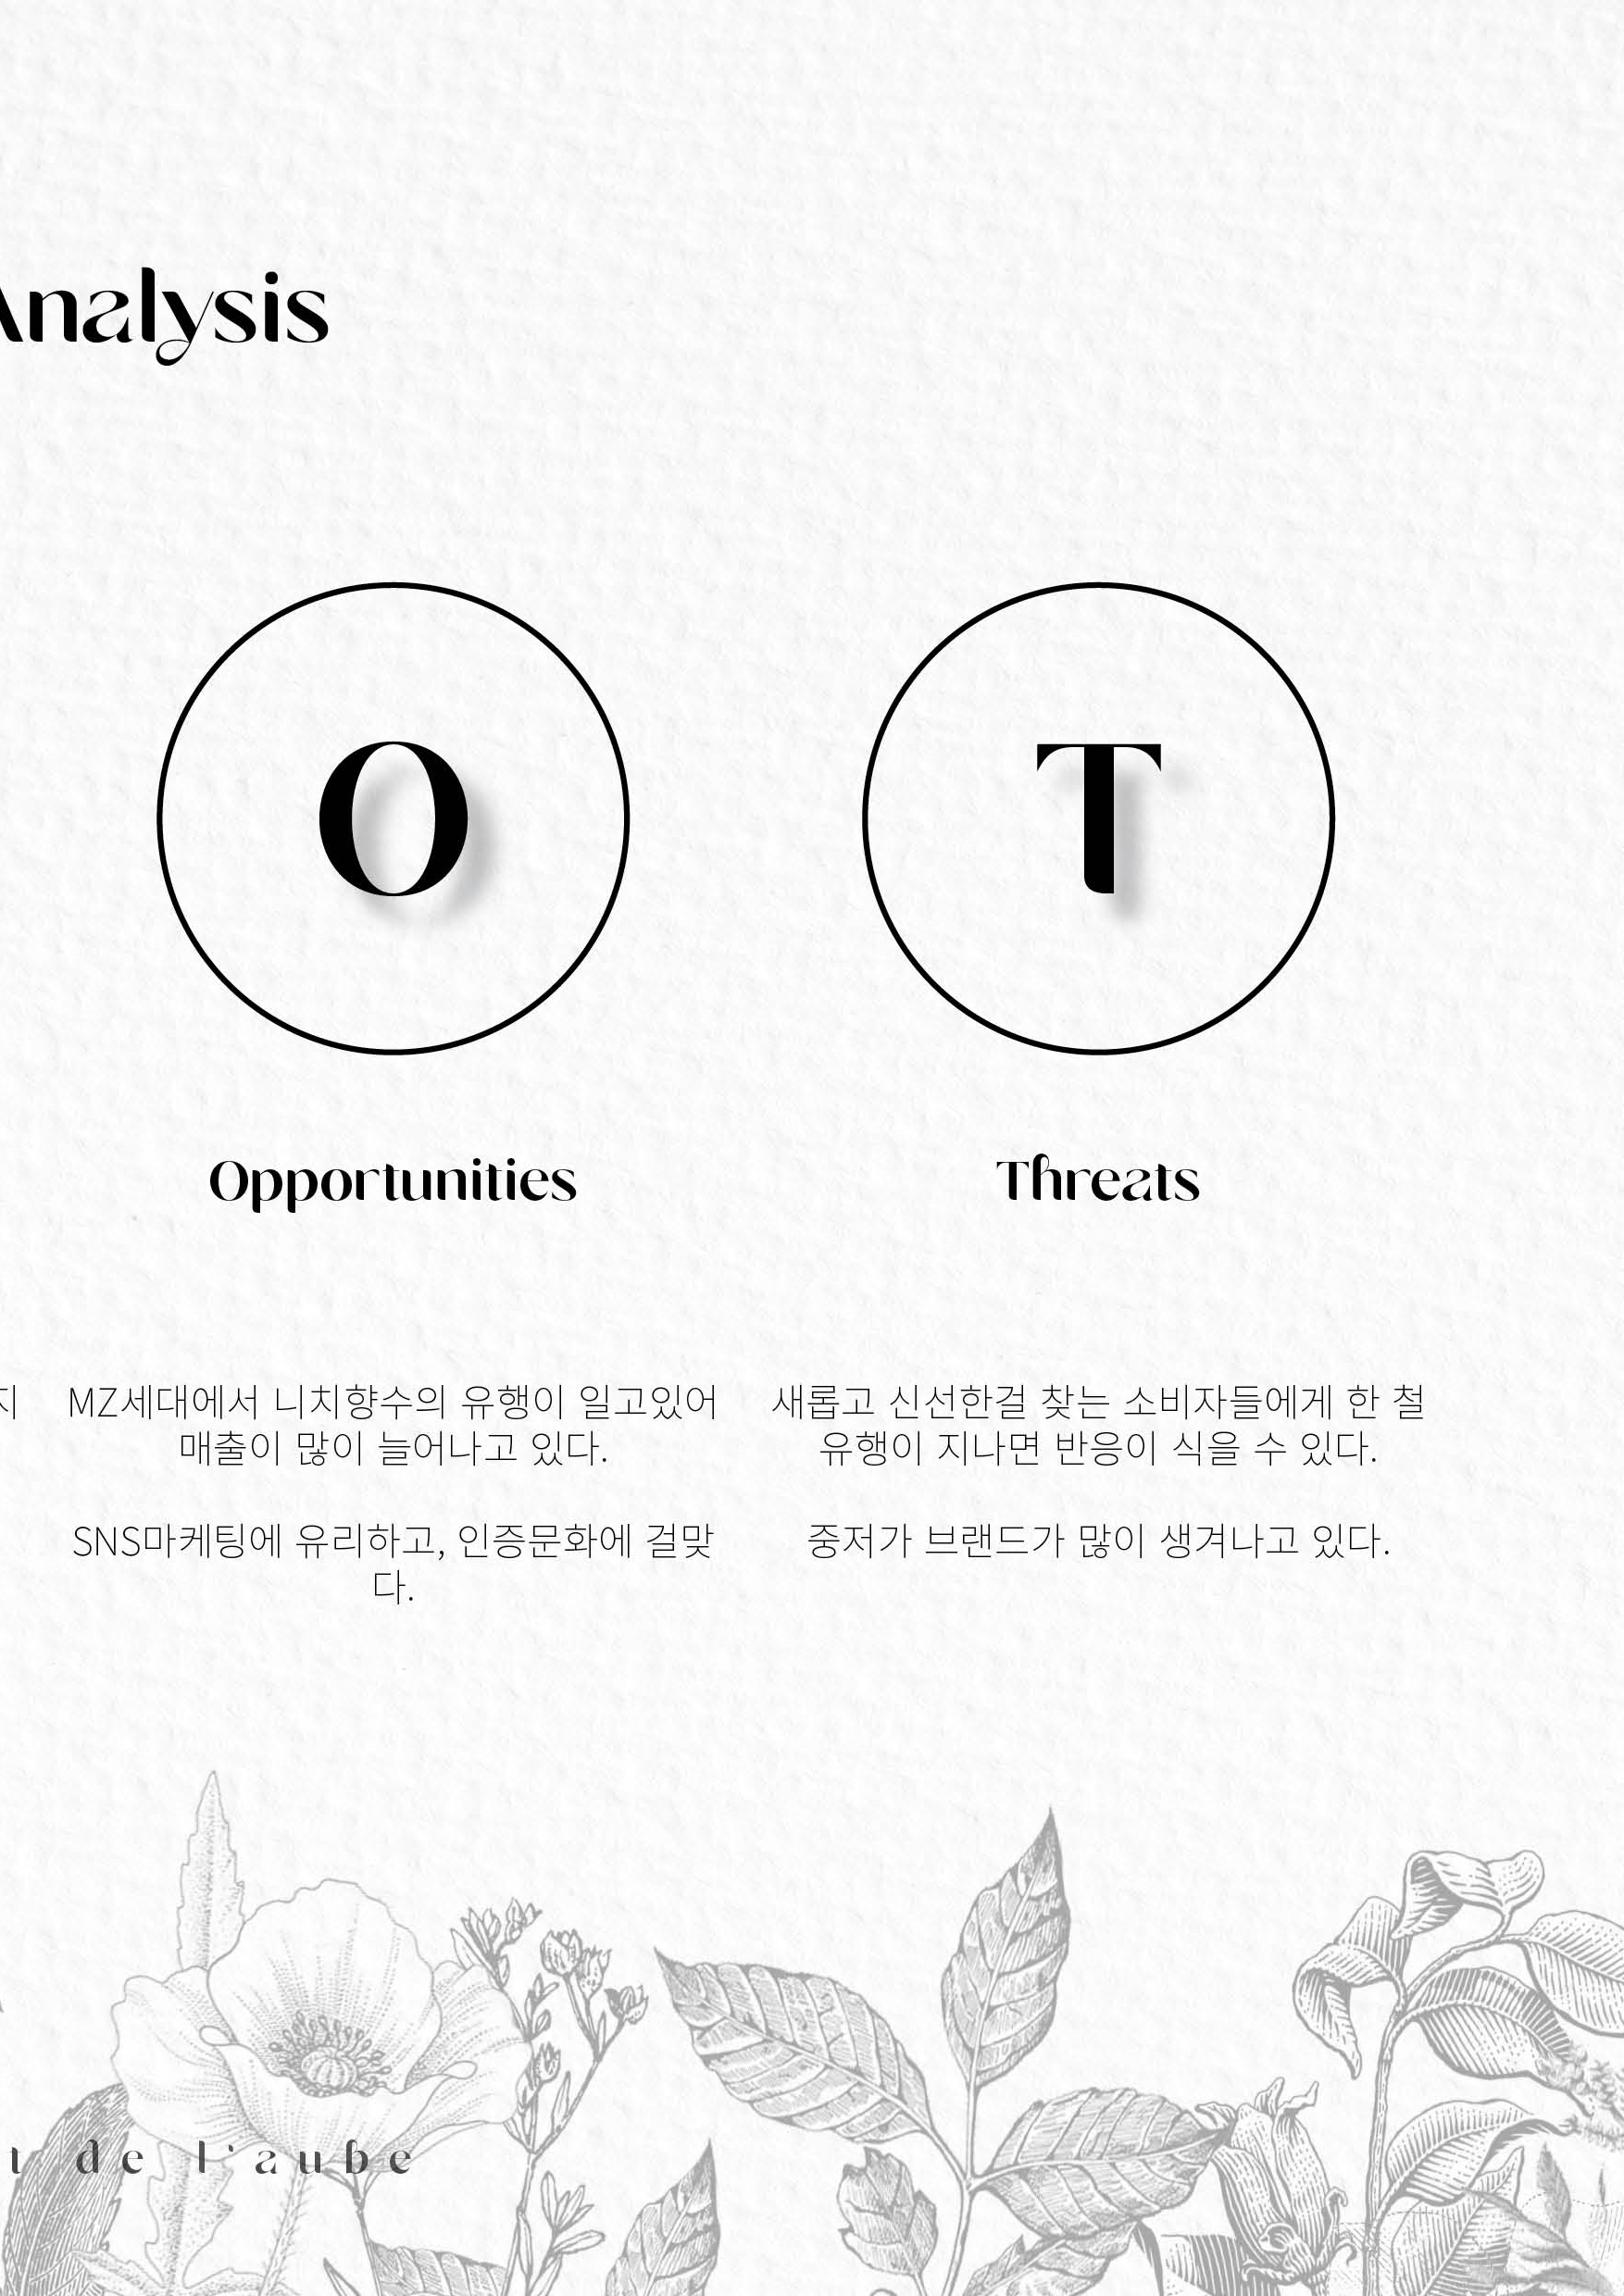 Analysis
O
T
Opportunities
Threats
지
MZ세대에서 니치향수의 유행이 일고있어
매출이 많이 늘어나고 있다.
SNS마케팅에 유리하고, 인증문화에 걸맞
다.
새롭고 신선한걸 찾는 소비자들에게 한 철
유행이 지나면 반응이 식을 수 있다.
중저가 브랜드가 많이 생겨나고 있다.
t de l'aube